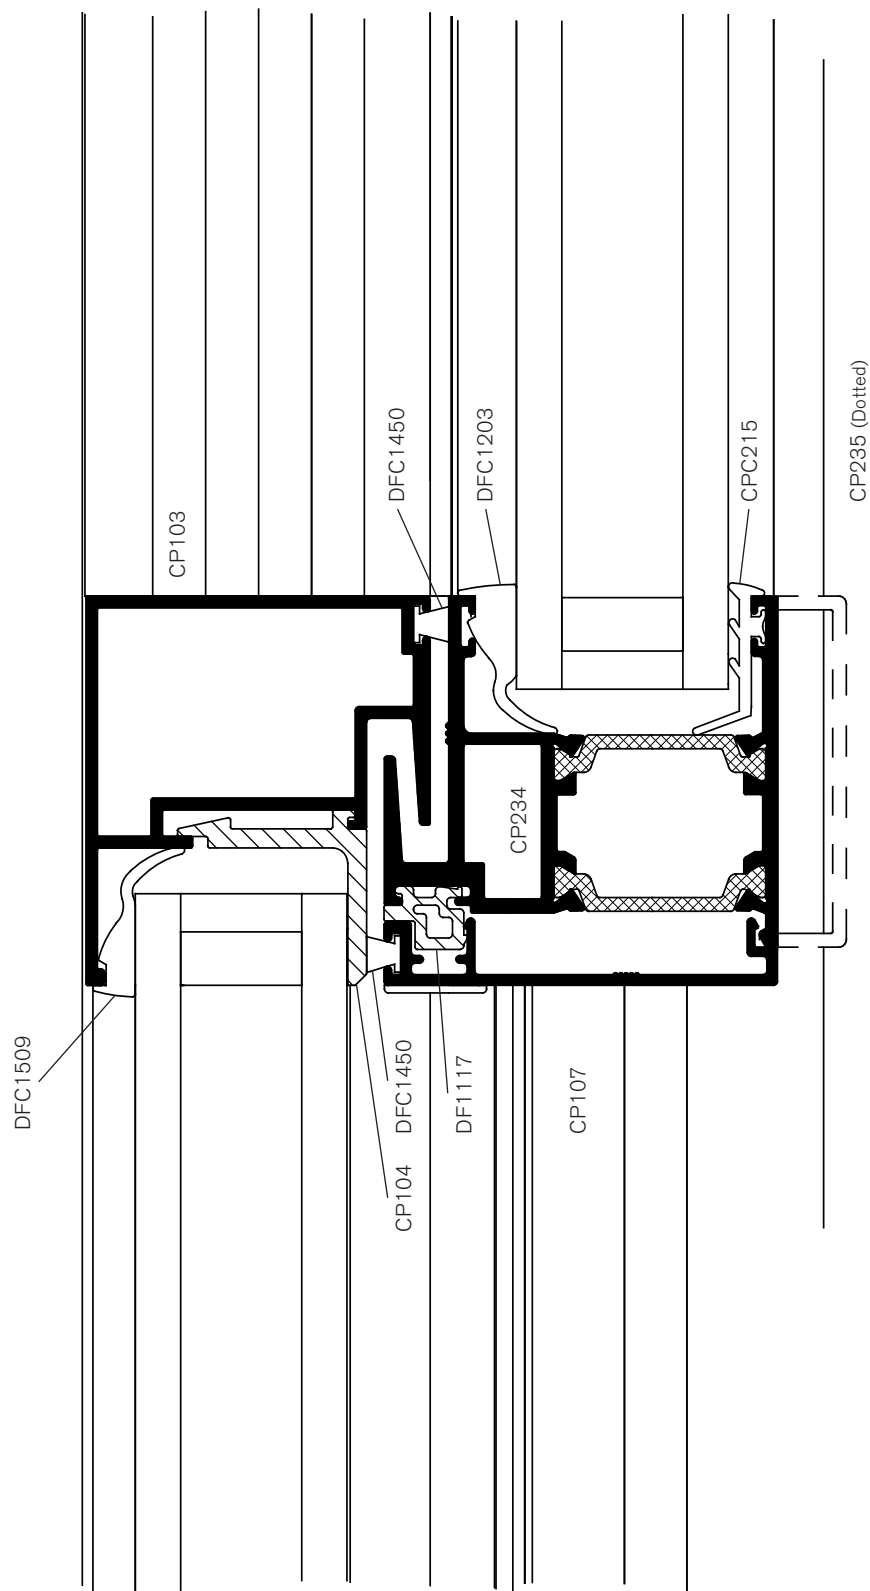 DFC1509
CP103
DFC1450
DFC1203
CPC215
CP235 (Dotted)
CP234
CP104
DFC1450
DF1117
CP107